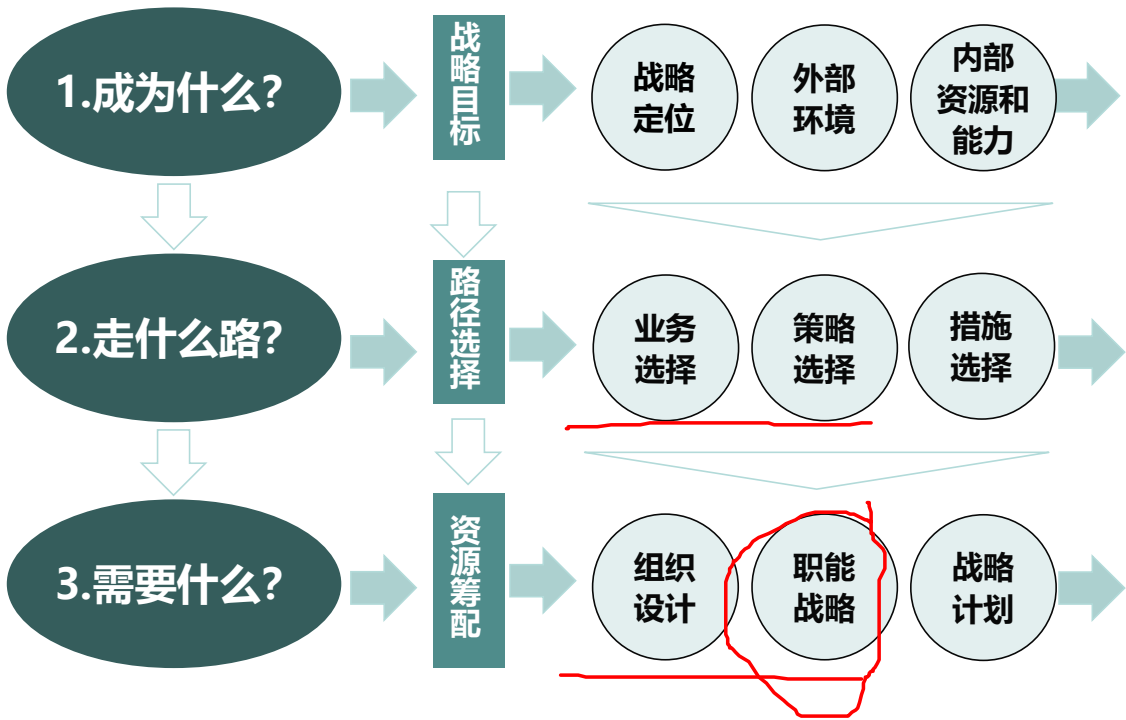 1.成为什么?
战略目标
战略
定位
外部
环境
内部
资源和
能力
2.走什么路?
路径选择
业务
选择
策略
选择
措施
选择
3.需要什么?
资源筹配
组织
设计
职能
战略
战略
计划